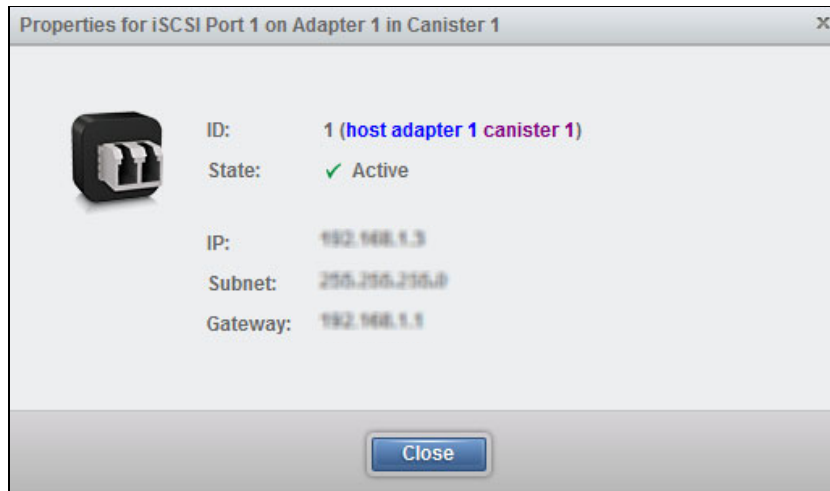 Properties for iSCSI Port 1 on Adapter 1 in Canister 1 x
ID: 1 (host adapter 1 canister 1)
State: ✓ Active
IP:
Subnet:
Gateway:
Close